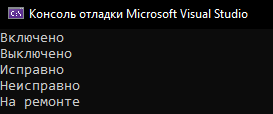 Консоль отладки Microsoft Visual Studio
Включено
Выключено
Исправно
Неисправно
На ремонте